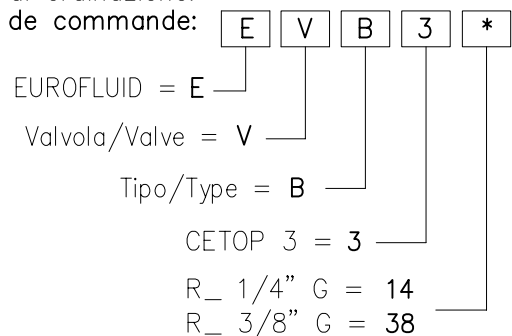 de commande: E V B 3 *
EUROFLUID = E
Valvola/Valve = V
Tipo/Type = B
CETOP 3 = 3
R_ 1/4" G = 14
R_ 3/8" G = 38